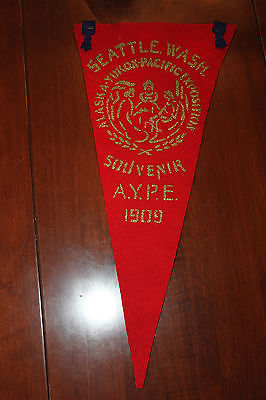 SEATTLE, WASH.
ALASKA-YUKON-PACIFIC EXPOSITION
SOUVENIR
A.Y.P.E.
1909